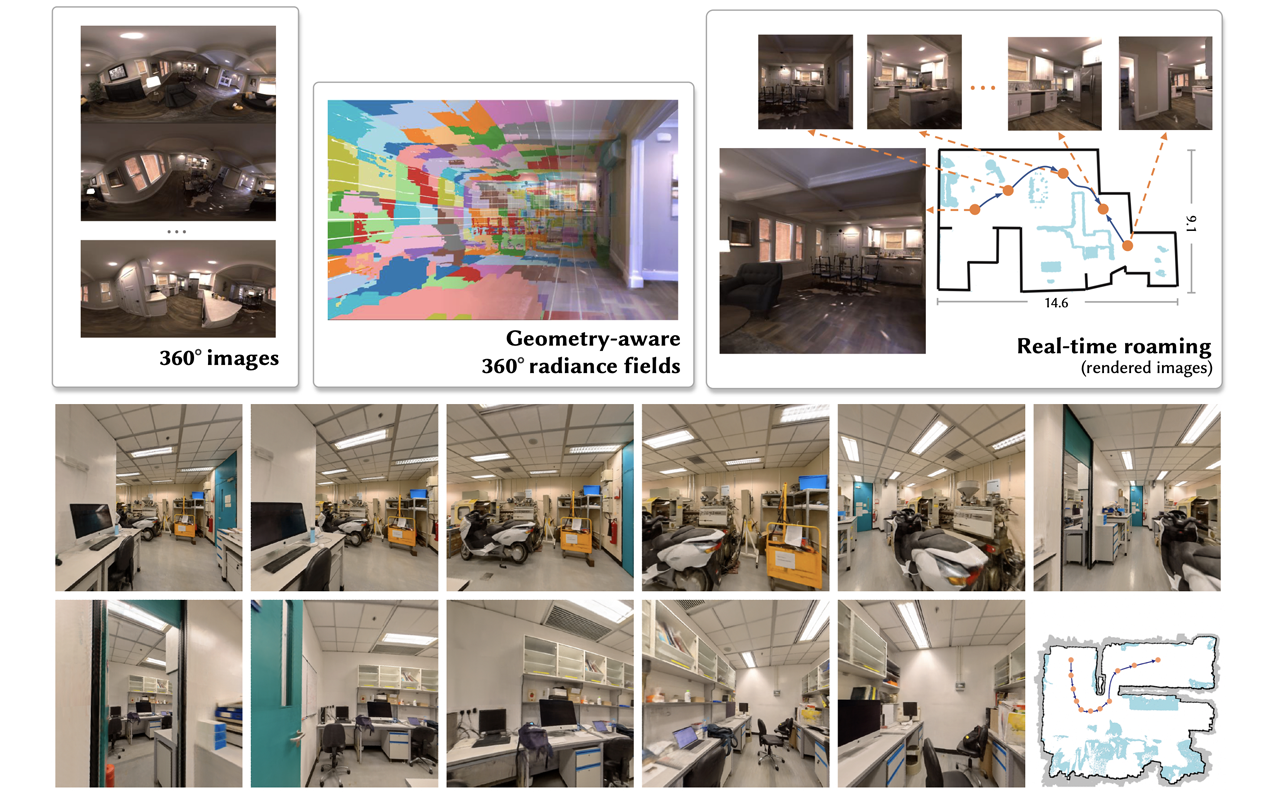 ...
360° images
Geometry-aware
360° radiance fields
...
9.1
14.6
Real-time roaming
(rendered images)